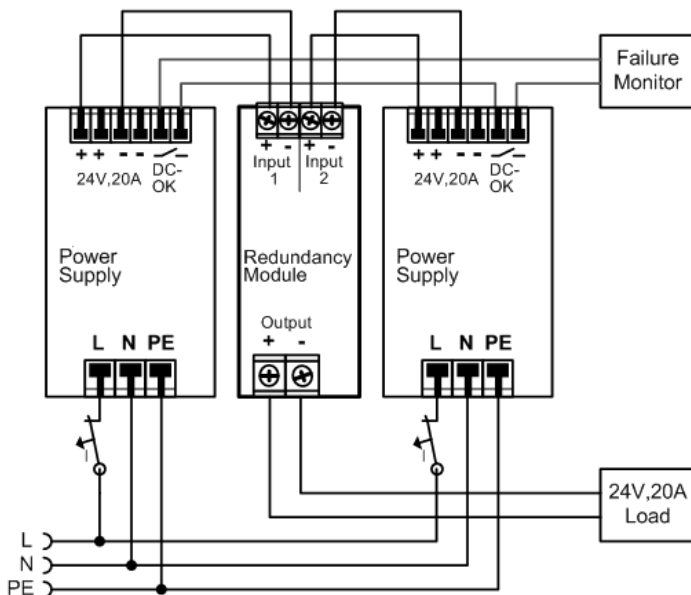 Failure
Monitor
+ + - - DC-OK
24V,20A
Power
Supply
L N PE
+ - + -
Input
1
Input
2
Redundancy
Module
Output
+ -
+ + - - DC-OK
24V,20A
Power
Supply
L N PE
24V,20A
Load
L
N
PE